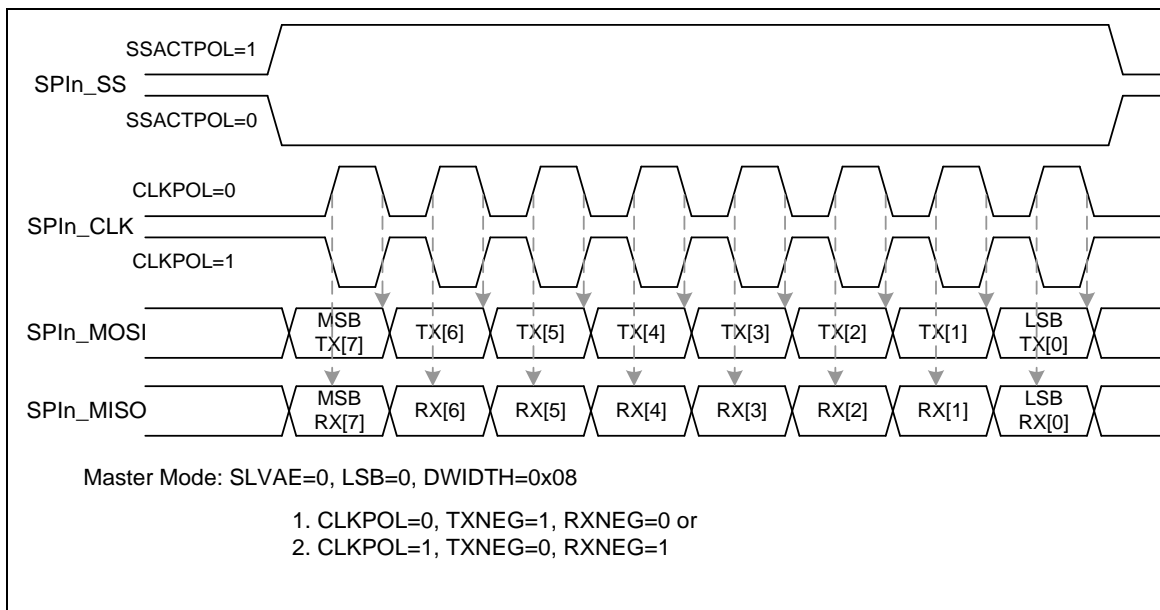 SSACTPOL=1
SPIn_SS
SSACTPOL=0
CLKPOL=0
SPIn_CLK
CLKPOL=1
SPIn_MOSI
MSB
TX[7]
TX[6]
TX[5]
TX[4]
TX[3]
TX[2]
TX[1]
LSB
TX[0]
SPIn_MISO
MSB
RX[7]
RX[6]
RX[5]
RX[4]
RX[3]
RX[2]
RX[1]
LSB
RX[0]
Master Mode: SLVAE=0, LSB=0, DWIDTH=0x08
1. CLKPOL=0, TXNEG=1, RXNEG=0 or
2. CLKPOL=1, TXNEG=0, RXNEG=1